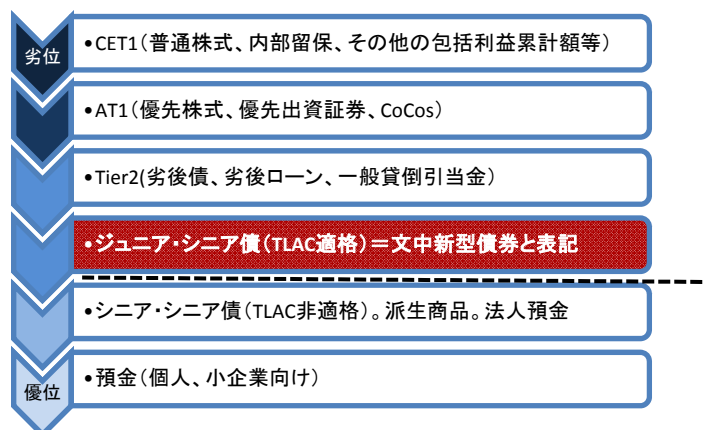 劣位
•CET1（普通株式、内部留保、その他の包括利益累計額等）
•AT1（優先株式、優先出資証券、CoCos）
•Tier2(劣後債、劣後ローン、一般貸倒引当金）
•ジュニア・シニア債（TLAC適格）＝文中新型債券と表記
•シニア・シニア債（TLAC非適格）。派生商品。法人預金
優位
•預金（個人、小企業向け）